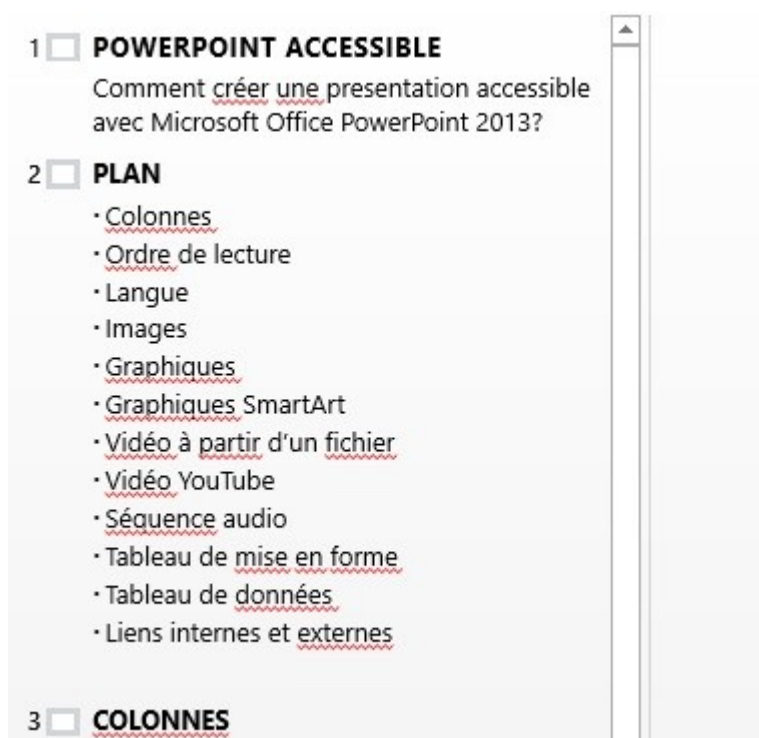 1 POWERPOINT ACCESSIBLE
Comment créer une presentation accessible
avec Microsoft Office PowerPoint 2013?
2 PLAN
· Colonnes
· Ordre de lecture
· Langue
· Images
· Graphiques
· Graphiques SmartArt
· Vidéo à partir d'un fichier
· Vidéo YouTube
· Séquence audio
· Tableau de mise en forme
· Tableau de données
· Liens internes et externes
3 COLONNES